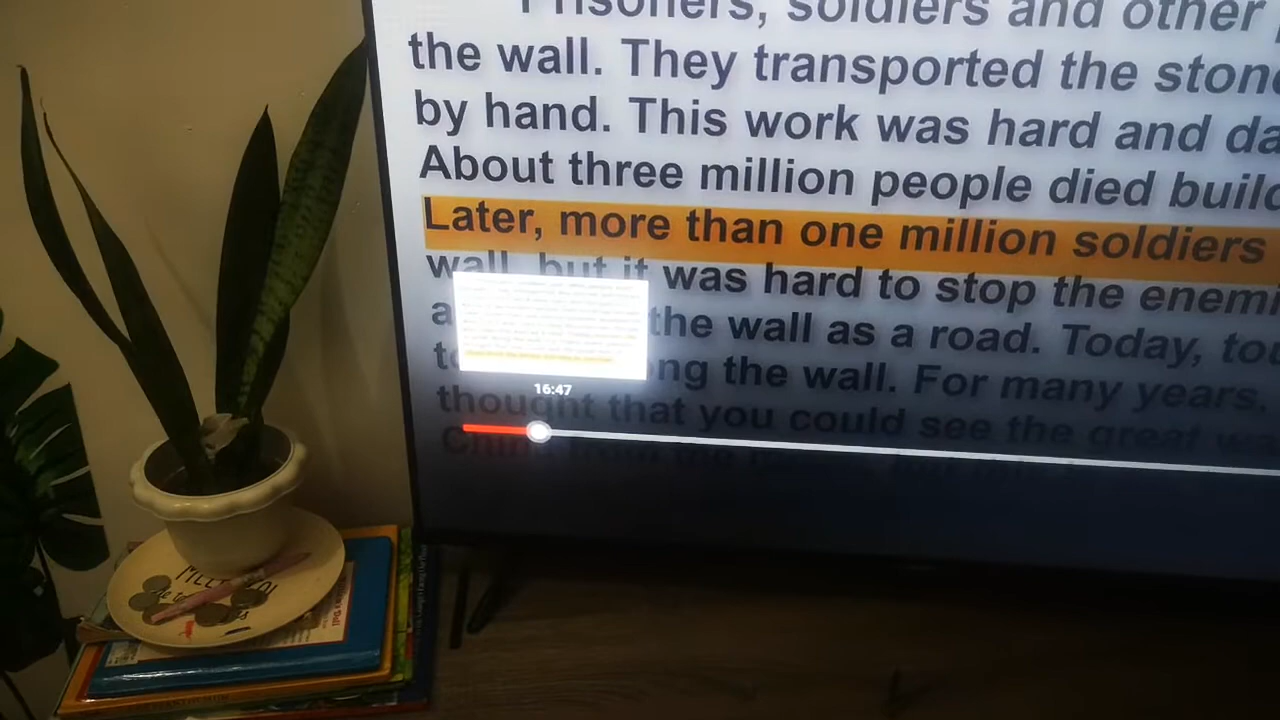 Prisoners, soldiers and other
the wall. They transported the stone
by hand. This work was hard and da
About three million people died build
Later, more than one million soldiers
wall, but it was hard to stop the enemi
a the wall as a road. Today, tou
ng the wall. For many years.
16:47
thought that you could see the great wa